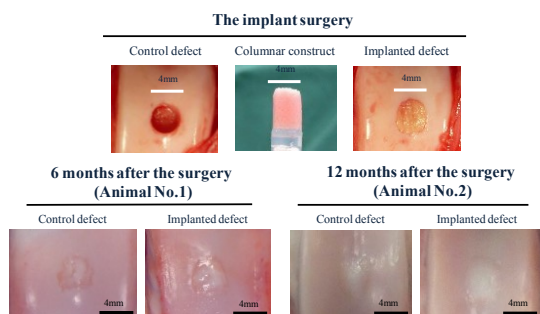 The implant surgery
Control defect
Columnar construct
Implanted defect
4mm
4mm
4mm
6 months after the surgery
(Animal No.1)
12 months after the surgery
(Animal No.2)
Control defect
Implanted defect
Control defect
Implanted defect
4mm
4mm
4mm
4mm